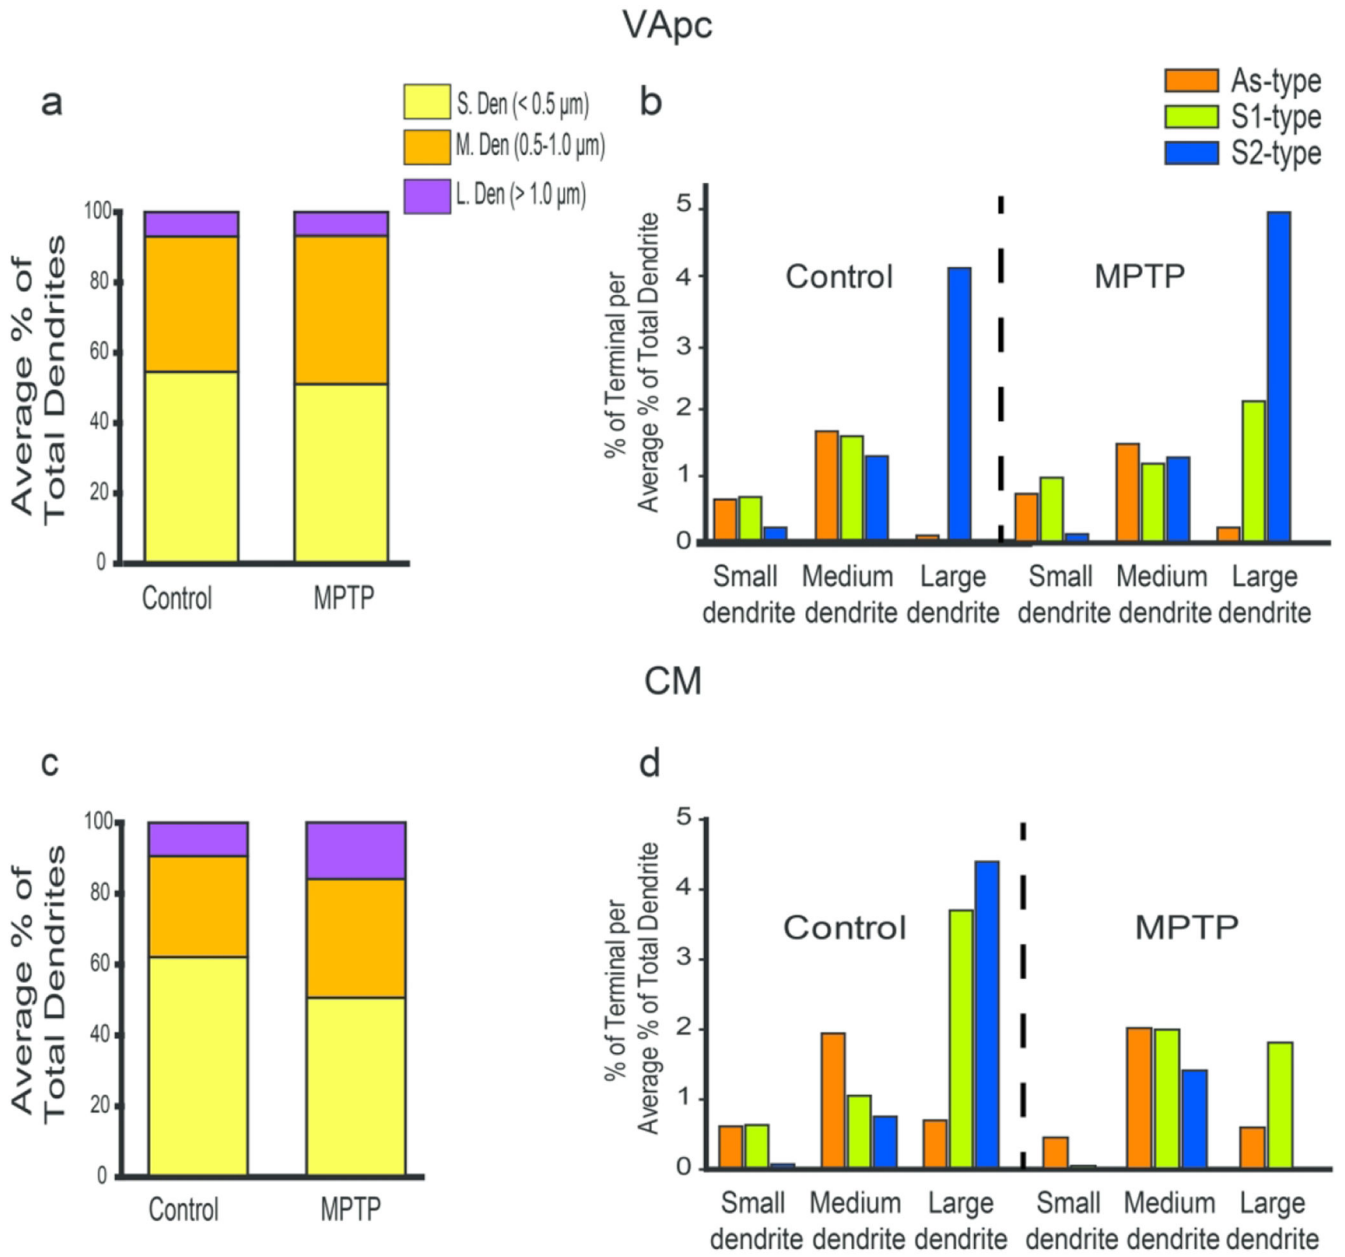 VApc
a
S. Den (< 0.5 µm)
M. Den (0.5-1.0 µm)
L. Den (> 1.0 µm)
Average % of
Total Dendrites
100
80
60
40
20
0
Control
MPTP
b
As-type
S1-type
S2-type
% of Terminal per
Average % of Total Dendrite
5
4
3
2
1
0
Control
MPTP
Small Medium Large Small Medium Large
dendrite dendrite dendrite dendrite dendrite dendrite
CM
c
Average % of
Total Dendrites
100
80
60
40
20
0
Control
MPTP
d
% of Terminal per
Average % of Total Dendrite
5
4
3
2
1
0
Control
MPTP
Small Medium Large Small Medium Large
dendrite dendrite dendrite dendrite dendrite dendrite